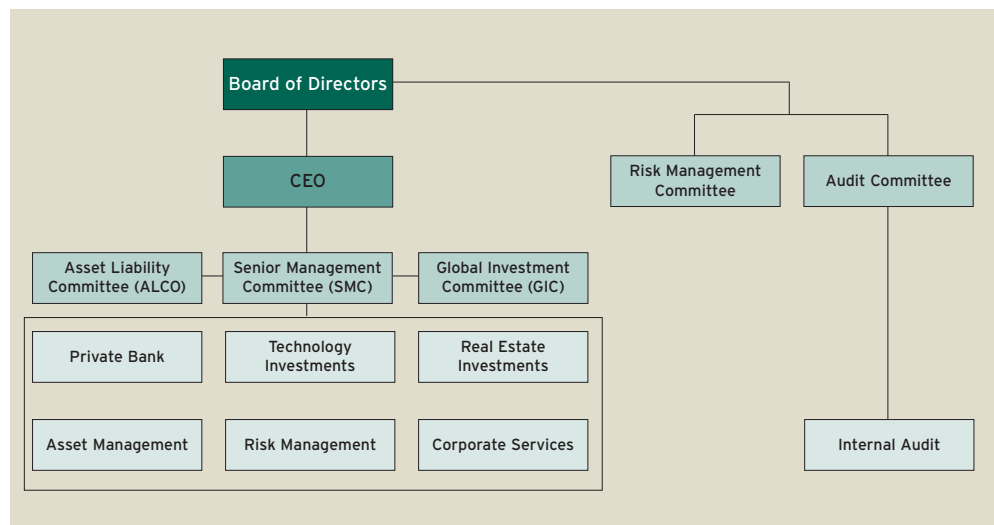 Board of Directors
CEO
Risk Management
Committee
Audit Committee
Asset Liability
Committee (ALCO)
Senior Management
Committee (SMC)
Global Investment
Committee (GIC)
Private Bank
Technology
Investments
Real Estate
Investments
Asset Management
Risk Management
Corporate Services
Internal Audit